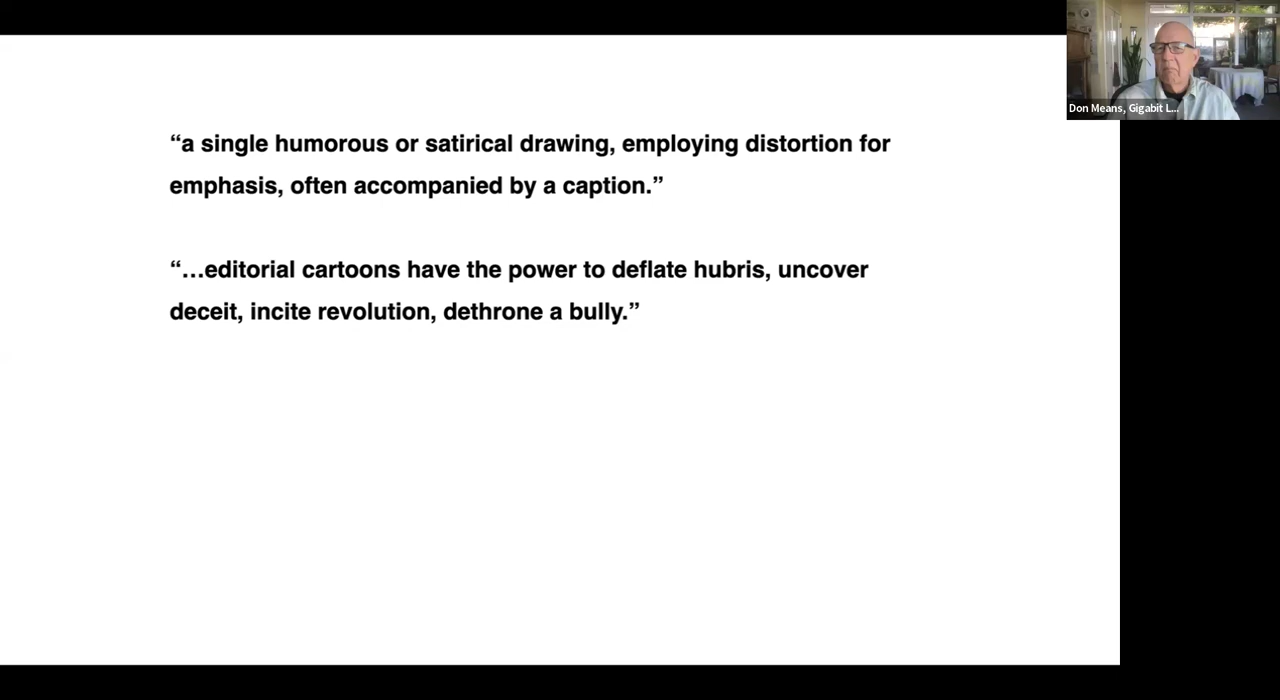 “a single humorous or satirical drawing, employing distortion for
emphasis, often accompanied by a caption.”
“…editorial cartoons have the power to deflate hubris, uncover
deceit, incite revolution, dethrone a bully.”
Don Means, Gigabit L...